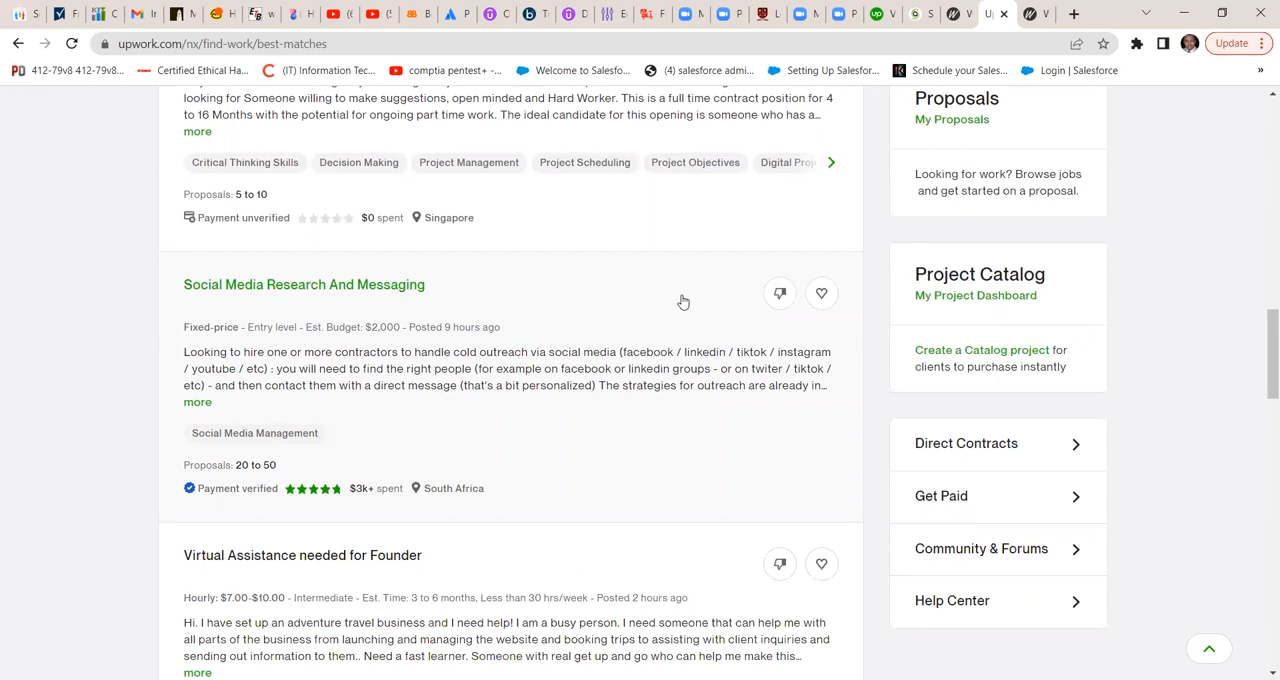 Update
upwork.com/nx/find-work/best-matches
412-79v8 412-79v8...
Certified Ethical Ha...
(IT) Information Tec...
comptia pentest+ -...
Welcome to Salesfo...
(4) salesforce admi...
Setting Up Salesfor...
Schedule your Sales...
Login | Salesforce
looking for Someone willing to make suggestions, open minded and Hard Worker. This is a full time contract position for 4
to 16 Months with the potential for ongoing part time work. The ideal candidate for this opening is someone who has a...
more
Critical Thinking Skills
Decision Making
Project Management
Project Scheduling
Project Objectives
Digital Proj
Proposals: 5 to 10
Payment unverified $0 spent Singapore
Social Media Research And Messaging
Fixed-price - Entry level - Est. Budget: $2,000 - Posted 9 hours ago
Looking to hire one or more contractors to handle cold outreach via social media (facebook / linkedin / tiktok / instagram
/ youtube / etc) : you will need to find the right people (for example on facebook or linkedin groups - or on twiter / tiktok /
etc) - and then contact them with a direct message (that's a bit personalized) The strategies for outreach are already in...
more
Social Media Management
Proposals: 20 to 50
Payment verified $3k+ spent South Africa
Virtual Assistance needed for Founder
Hourly: $7.00-$10.00 - Intermediate - Est. Time: 3 to 6 months, Less than 30 hrs/week - Posted 2 hours ago
Hi. I have set up an adventure travel business and I need help! I am a busy person. I need someone that can help me with
all parts of the business from launching and managing the website and booking trips to assisting with client inquiries and
sending out information to them.. Need a fast learner. Someone with real get up and go who can help me make this...
more
Proposals
My Proposals
Looking for work? Browse jobs
and get started on a proposal.
Project Catalog
My Project Dashboard
Create a Catalog project for
clients to purchase instantly
Direct Contracts
Get Paid
Community & Forums
Help Center